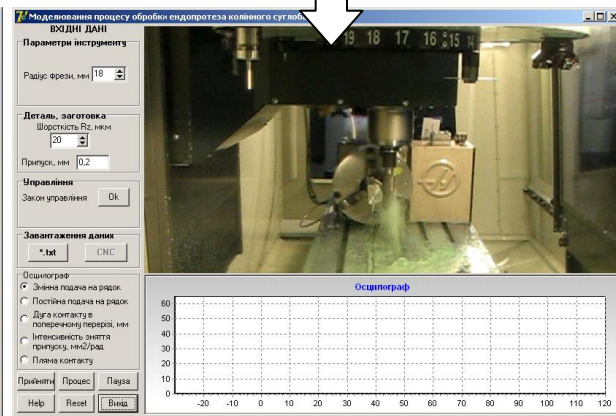 Моделювання процесу обробки ендопротеза колінного суглоба
ВХІДНІ ДАНІ
Параметри інструменту
Радіус фрези, мм 18
Деталь, заготовка
Шорсткість Rz, мкм
20
Припуск, мм 0,2
Управління
Закон управління Ok
Завантаження даних
*.txt CNC
Осцилограф
Змінна подача на рядок
Постійна подача на рядок
Дуга контакту в
поперечному перерізі, мм
Інтенсивність зняття
припуску, мм2/рад
Пляма контакту
Прийняти Процес Пауза
Help Reset Вихід
19 18 17 16 15 14
Осцилограф
60
50
40
30
20
10
0
-20 -10 0 10 20 30 40 50 60 70 80 90 100 110 120